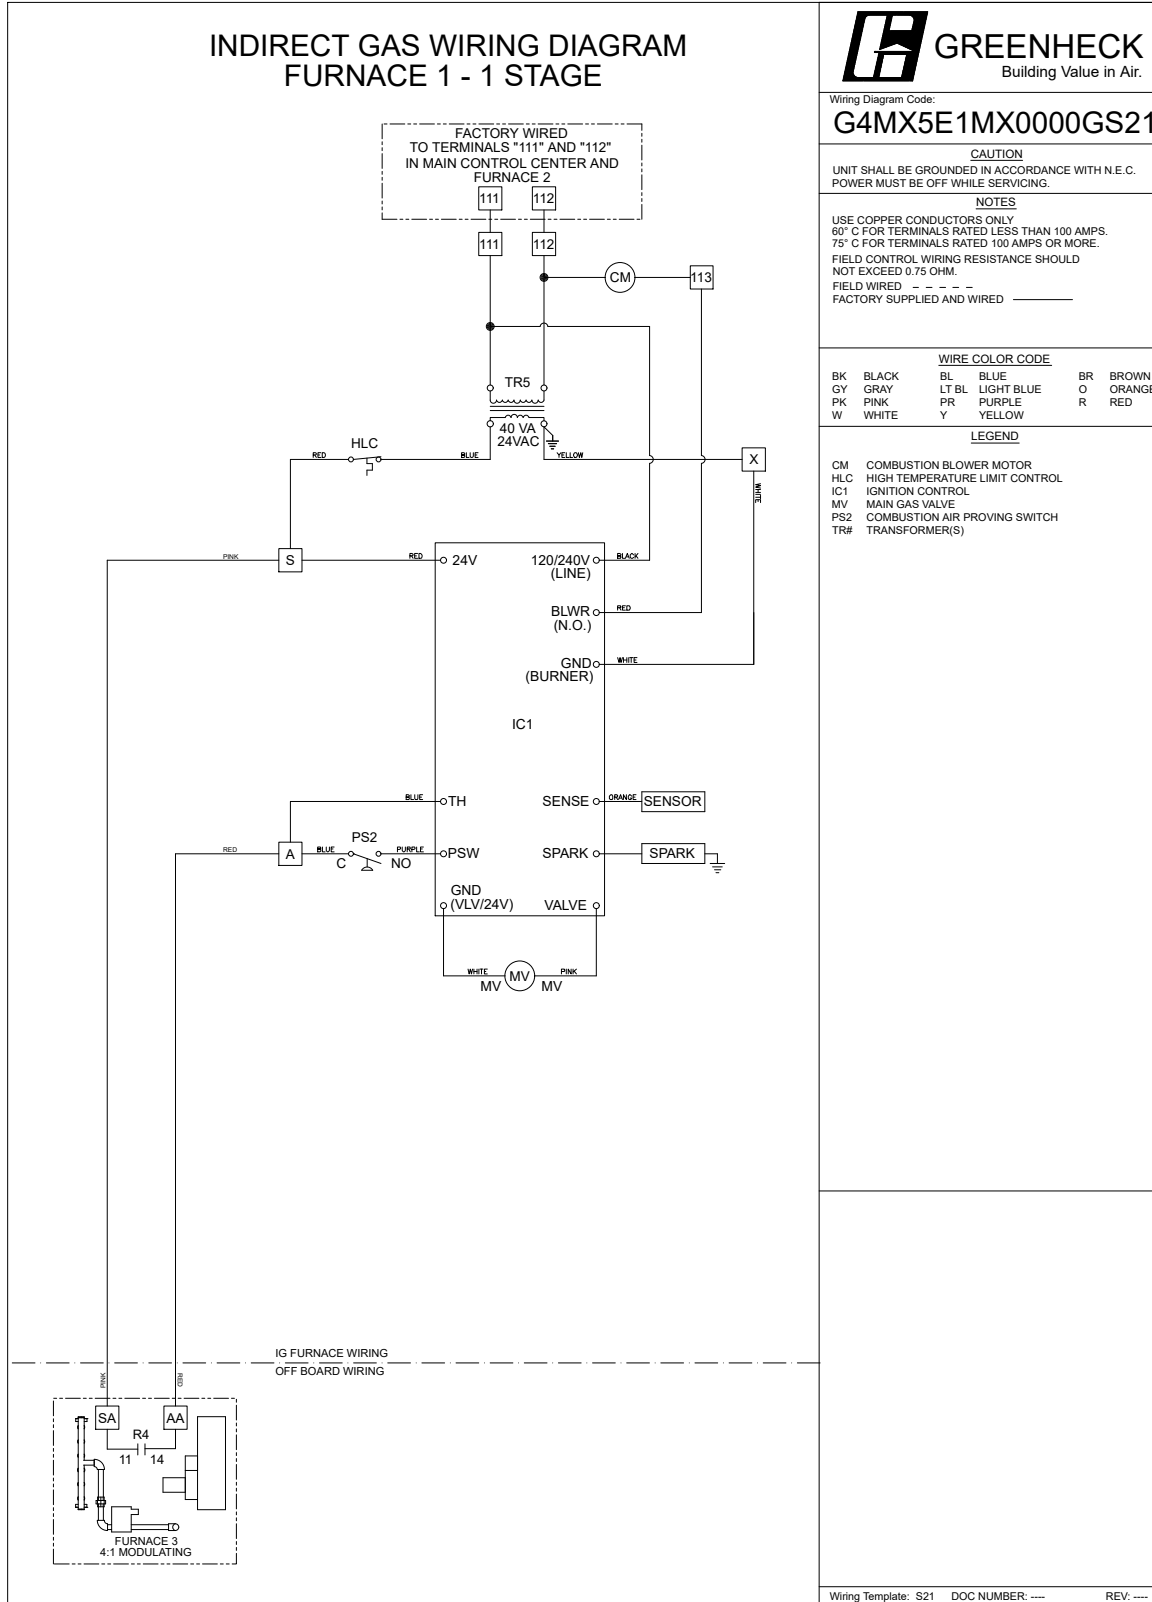 INDIRECT GAS WIRING DIAGRAM
FURNACE 1 - 1 STAGE
FACTORY WIRED
TO TERMINALS "111" AND "112"
IN MAIN CONTROL CENTER AND
FURNACE 2
111 112
111 112
CM 113
TR5
40 VA
24VAC
HLC
RED BLUE YELLOW X
WHITE
PINK S RED 24V 120/240V BLACK
(LINE)
BLWR RED
(N.O.)
GND WHITE
(BURNER)
IC1
BLUE TH SENSE ORANGE SENSOR
PS2
RED A BLUE PURPLE PSW SPARK SPARK
C NO
GND
(VLV/24V) VALVE
WHITE MV PINK
MV MV
IG FURNACE WIRING
OFF BOARD WIRING
PINK RED
SA AA
R4
11 14
FURNACE 3
4:1 MODULATING
GREENHECK
Building Value in Air.
Wiring Diagram Code:
G4MX5E1MX0000GS21
CAUTION
UNIT SHALL BE GROUNDED IN ACCORDANCE WITH N.E.C.
POWER MUST BE OFF WHILE SERVICING.
NOTES
USE COPPER CONDUCTORS ONLY
60° C FOR TERMINALS RATED LESS THAN 100 AMPS.
75° C FOR TERMINALS RATED 100 AMPS OR MORE.
FIELD CONTROL WIRING RESISTANCE SHOULD
NOT EXCEED 0.75 OHM.
FIELD WIRED
FACTORY SUPPLIED AND WIRED
WIRE COLOR CODE
BK BLACK BL BLUE BR BROWN
GY GRAY LT BL LIGHT BLUE O ORANGE
PK PINK PR PURPLE R RED
W WHITE Y YELLOW
LEGEND
CM COMBUSTION BLOWER MOTOR
HLC HIGH TEMPERATURE LIMIT CONTROL
IC1 IGNITION CONTROL
MV MAIN GAS VALVE
PS2 COMBUSTION AIR PROVING SWITCH
TR# TRANSFORMER(S)
Wiring Template: S21 DOC NUMBER: ---- REV: ----